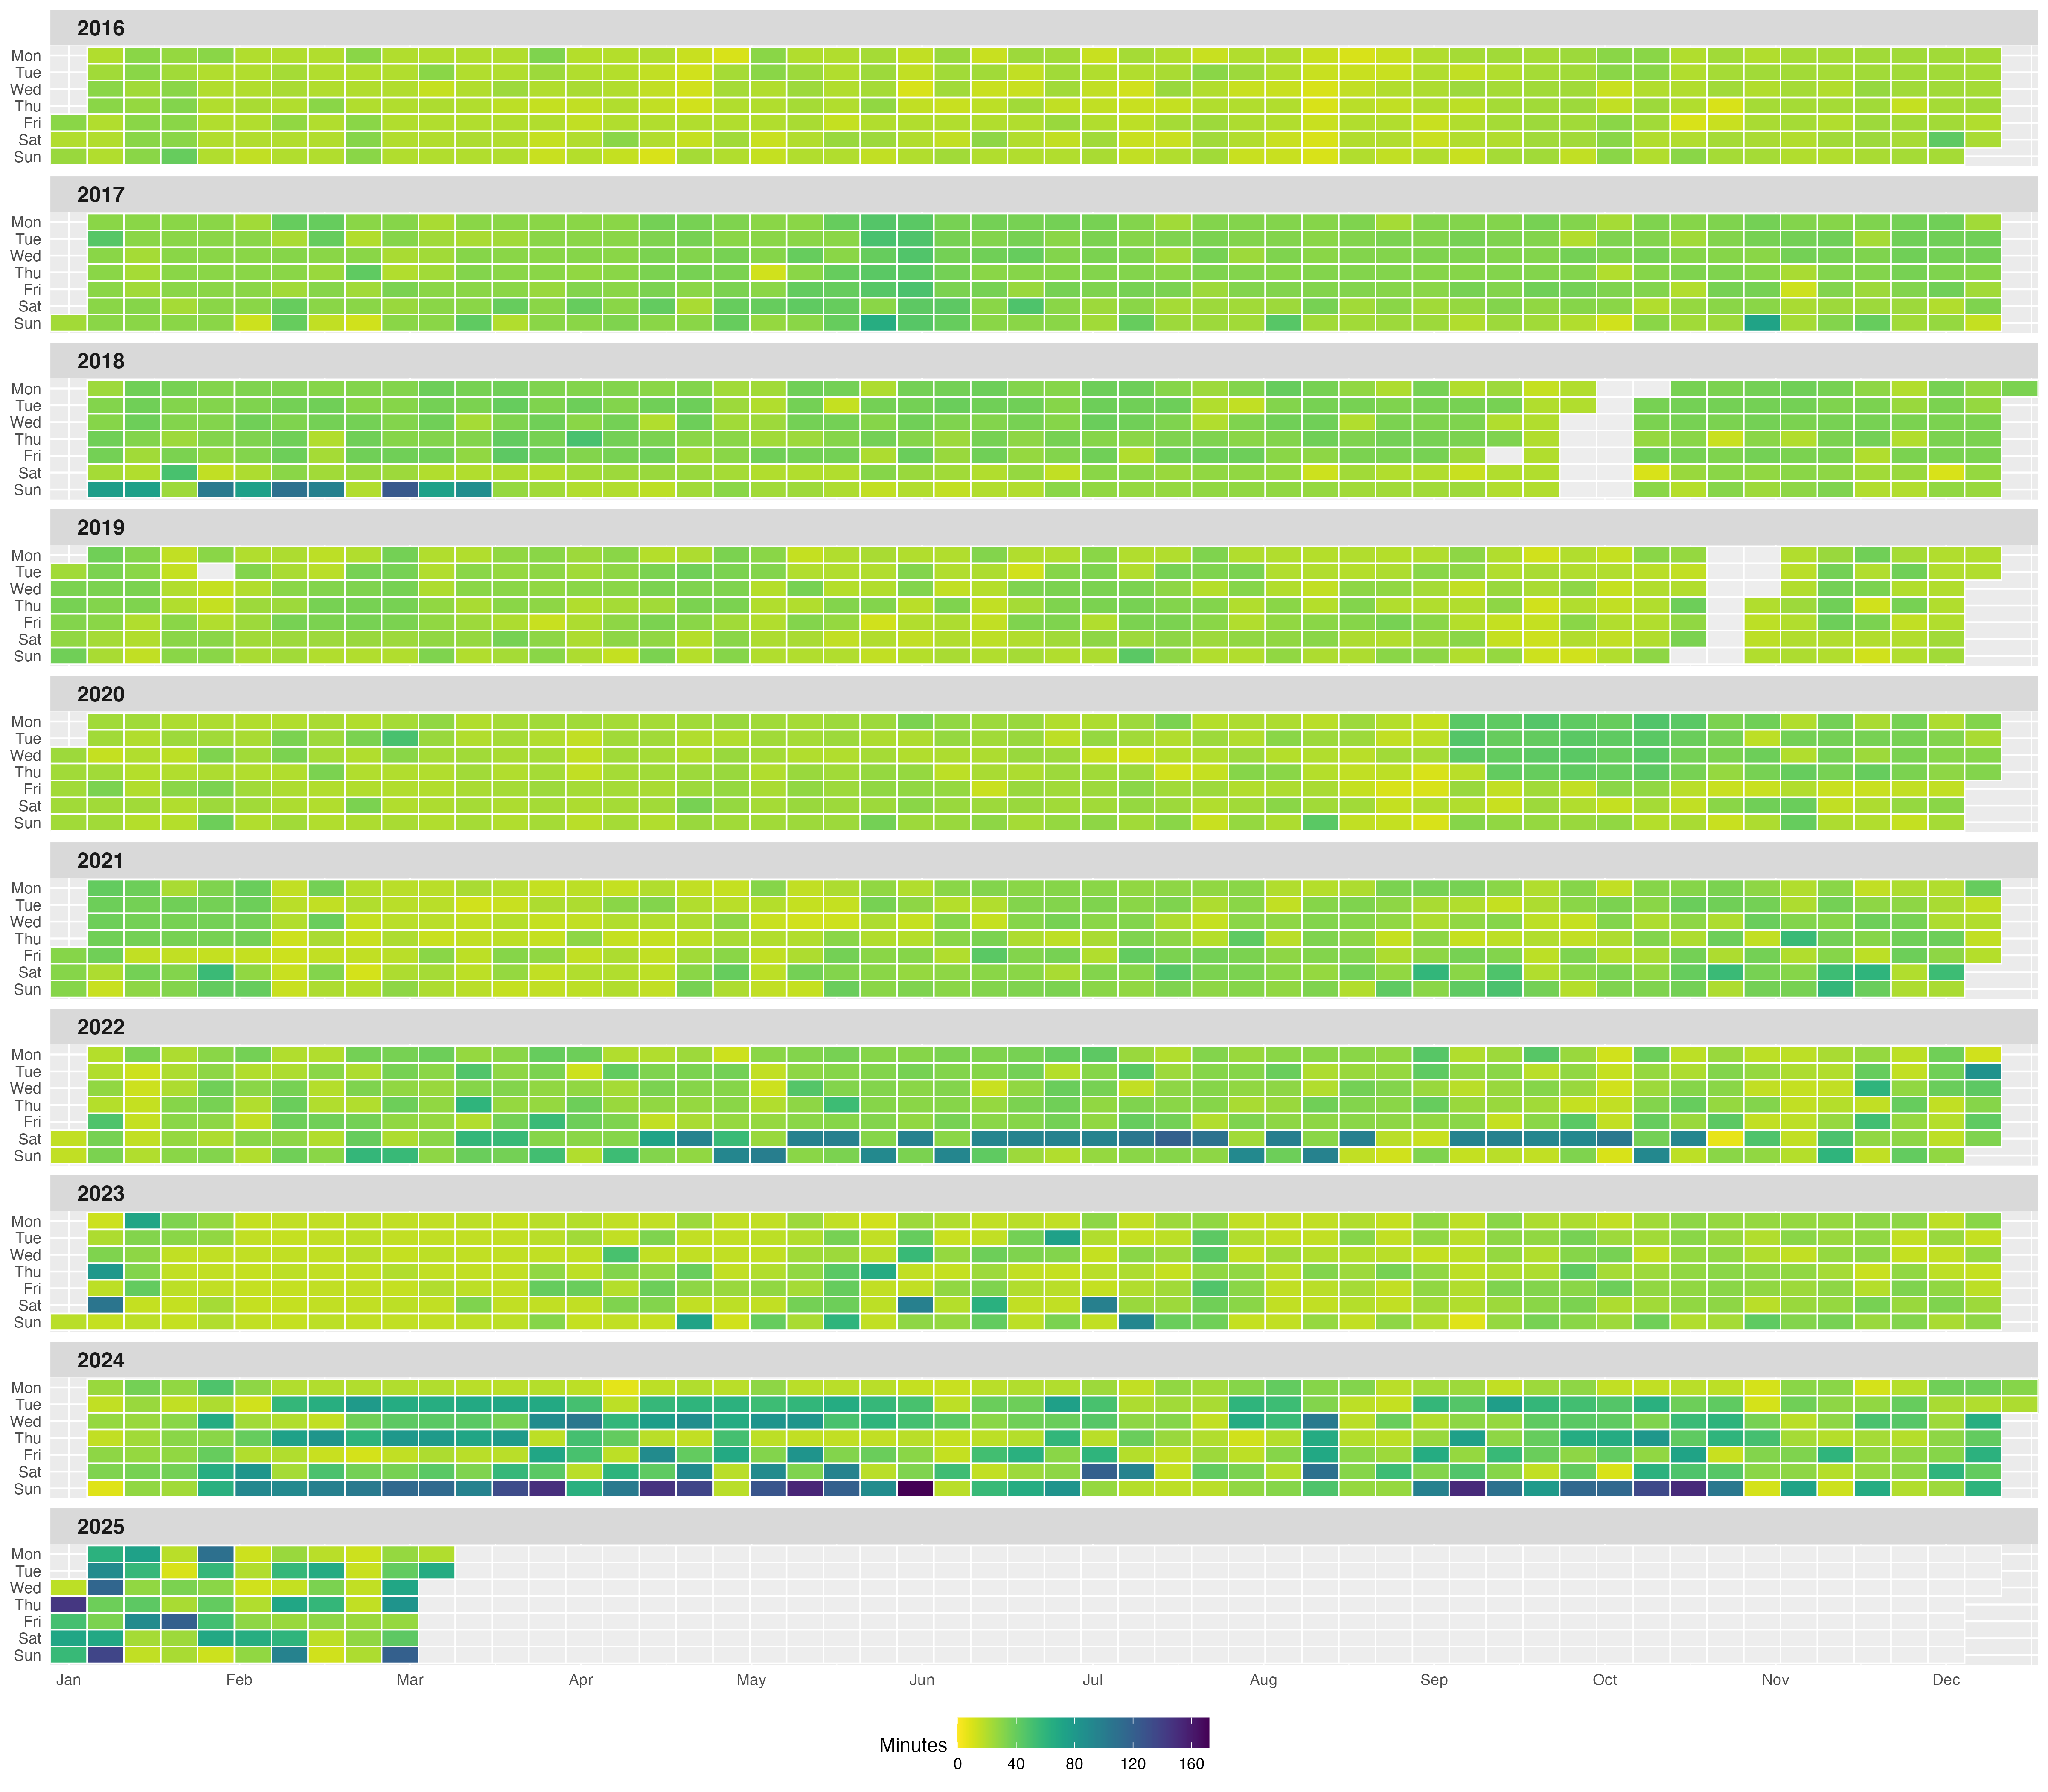 2016
Mon
Tue
Wed
Thu
Fri
Sat
Sun
2017
Mon
Tue
Wed
Thu
Fri
Sat
Sun
2018
Mon
Tue
Wed
Thu
Fri
Sat
Sun
2019
Mon
Tue
Wed
Thu
Fri
Sat
Sun
2020
Mon
Tue
Wed
Thu
Fri
Sat
Sun
2021
Mon
Tue
Wed
Thu
Fri
Sat
Sun
2022
Mon
Tue
Wed
Thu
Fri
Sat
Sun
2023
Mon
Tue
Wed
Thu
Fri
Sat
Sun
2024
Mon
Tue
Wed
Thu
Fri
Sat
Sun
2025
Mon
Tue
Wed
Thu
Fri
Sat
Sun
Jan Feb Mar Apr May Jun Jul Aug Sep Oct Nov Dec
Minutes
0 40 80 120 160